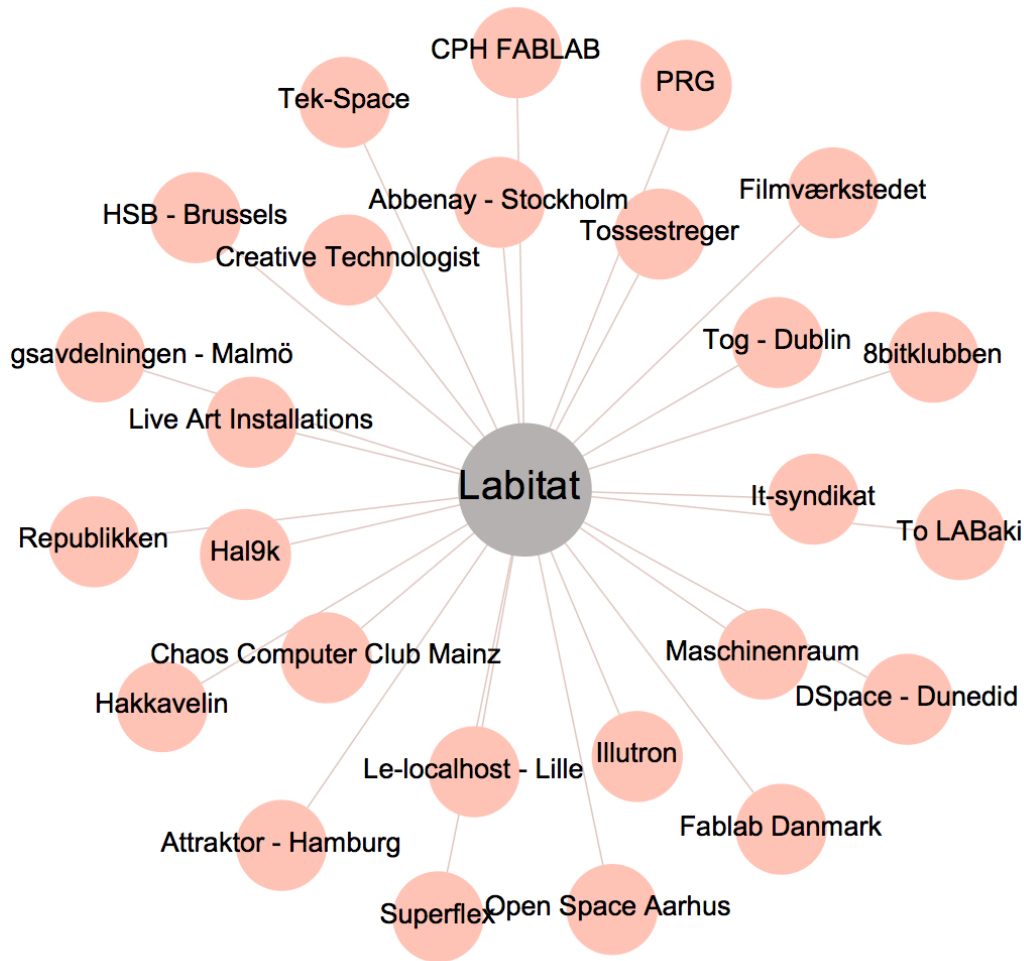 CPH FABLAB
PRG
Tek-Space
Filmværkstedet
Abbenay - Stockholm
HSB - Brussels
Tossestreger
Creative Technologist
Tog - Dublin
gsavdelningen - Malmö
8bitklubben
Live Art Installations
Labitat
It-syndikat
Republikken
To LABaki
Hal9k
Chaos Computer Club Mainz
Maschinenraum
DSpace - Dunedid
Hakkavelin
Illutron
Le-localhost - Lille
Fablab Danmark
Attraktor - Hamburg
Open Space Aarhus
Superflex